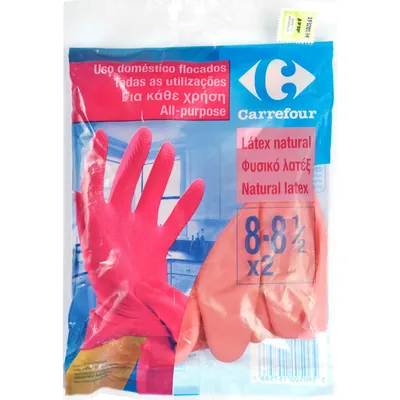 Uso doméstico flocados
Todas as utilizações
Για κάθε χρήση
All-purpose
Carrefour
Látex natural
Φυσικό λατέξ
Natural latex
8-8½
x2